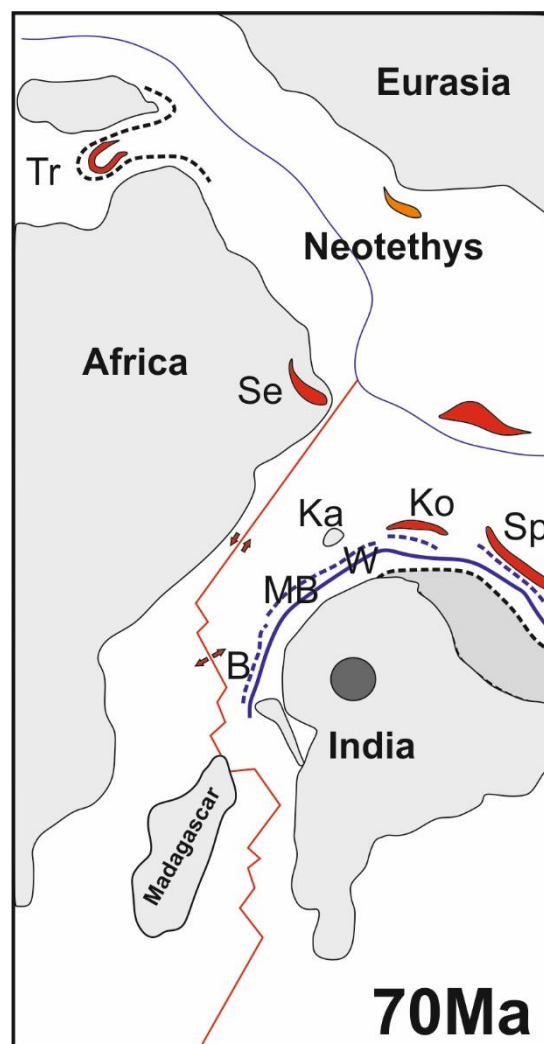 Eurasia
Tr
Neotethys
Africa
Se
Ka
Ko
Sp
W
MB
B
India
Madagascar
70Ma